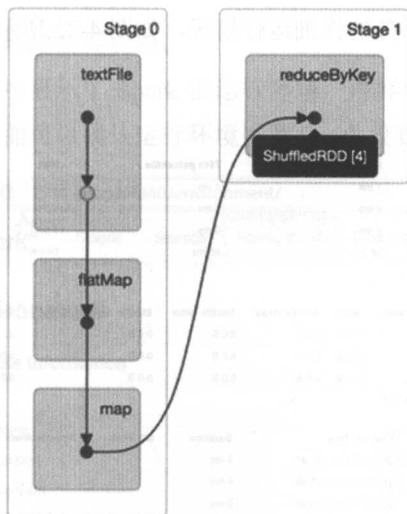 Stage 0
textFile
flatMap
map
Stage 1
reduceByKey
ShuffledRDD [4]